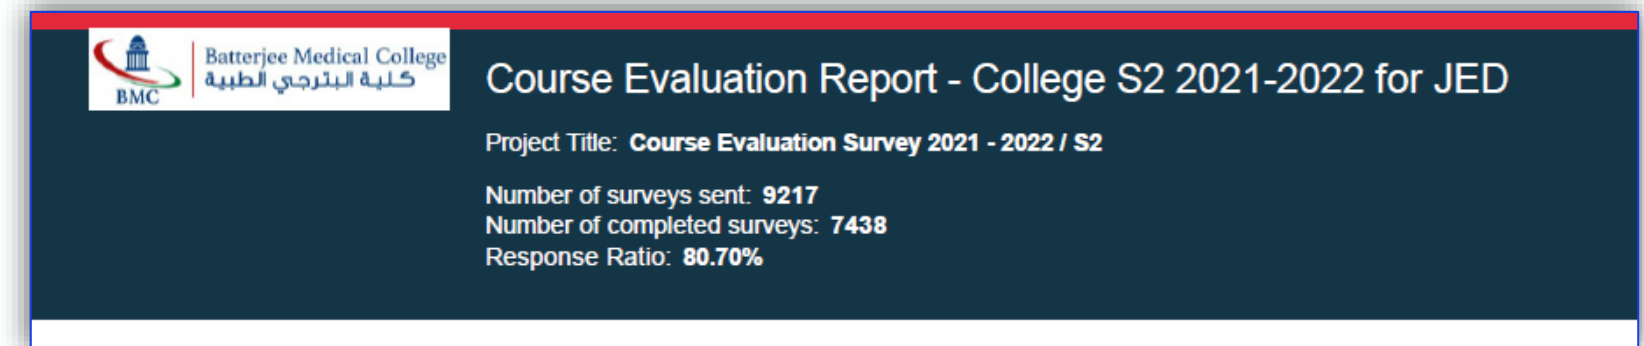 Batterjee Medical College
كلية البترجي الطبية
BMC
Course Evaluation Report - College S2 2021-2022 for JED
Project Title: Course Evaluation Survey 2021 - 2022 / S2
Number of surveys sent: 9217
Number of completed surveys: 7438
Response Ratio: 80.70%